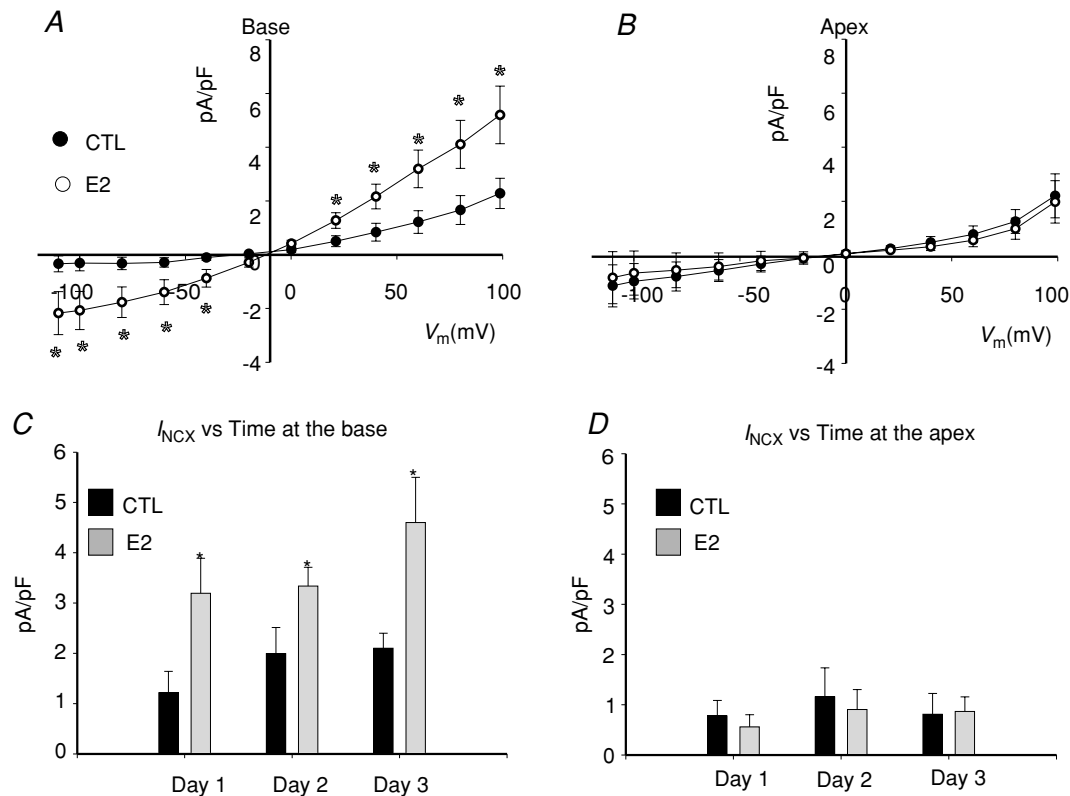 A
Base
8
6
4
2
0
-2
-4
pA/pF
CTL
E2
-100
-50
0
50
100
Vm(mV)
*
*
*
*
*
*
*
*
*
*
B
Apex
8
6
4
2
0
-2
-4
pA/pF
-100
-50
0
50
100
Vm(mV)
C
INCX vs Time at the base
6
5
4
3
2
1
0
pA/pF
CTL
E2
*
*
*
Day 1
Day 2
Day 3
D
INCX vs Time at the apex
6
5
4
3
2
1
0
pA/pF
CTL
E2
Day 1
Day 2
Day 3